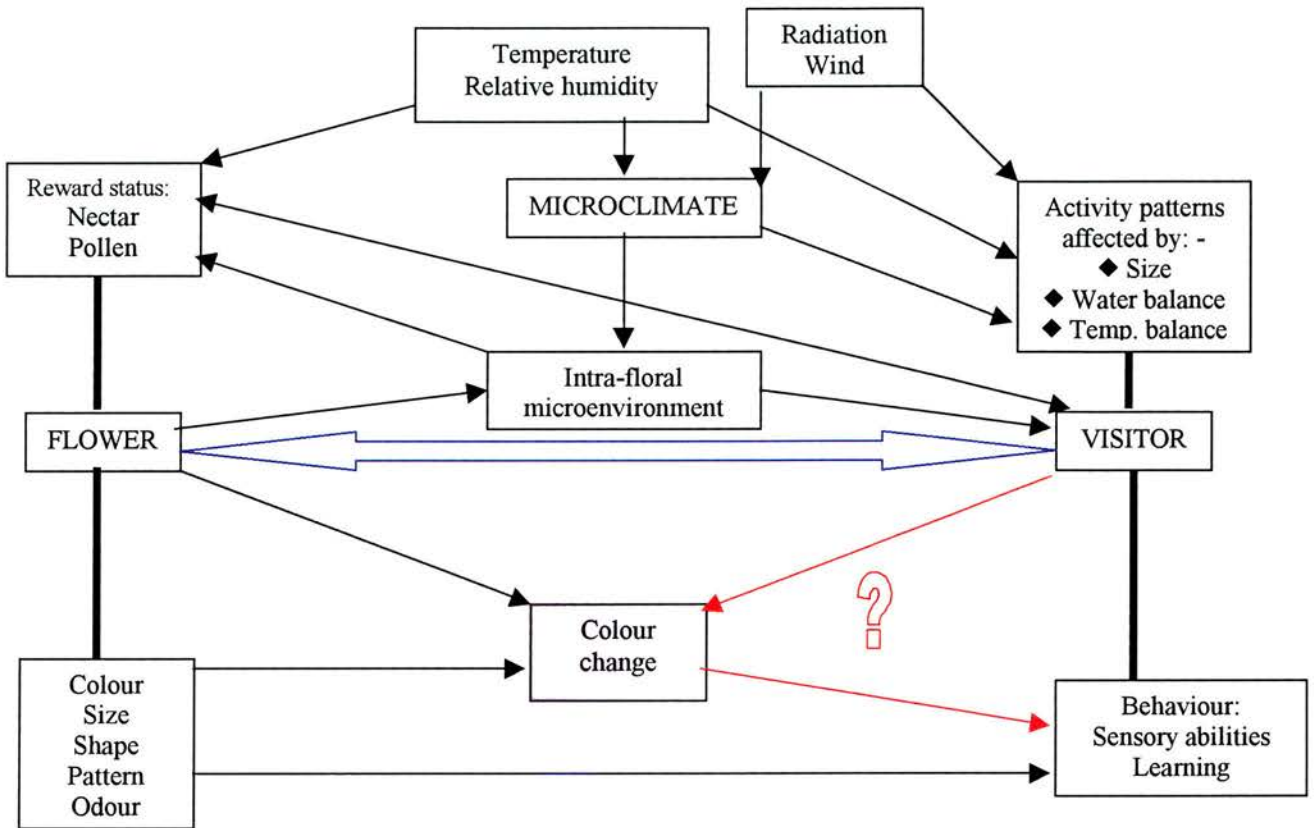 Temperature
Relative humidity
Radiation
Wind
Reward status:
Nectar
Pollen
MICROCLIMATE
Activity patterns
affected by: -
◆ Size
◆ Water balance
◆ Temp. balance
Intra-floral
microenvironment
FLOWER
VISITOR
?
Colour
change
Colour
Size
Shape
Pattern
Odour
Behaviour:
Sensory abilities
Learning